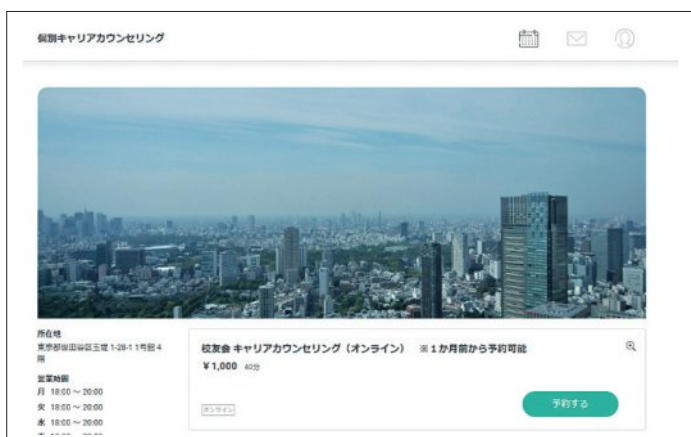 個別キャリアカウンセリング
所在地
東京都世田谷区玉堤 1-28-1 1号館 4
階
営業時間
月 18:00 ～ 20:00
火 18:00 ～ 20:00
水 18:00 ～ 20:00
校友会 キャリアカウンセリング（オンライン） ※１か月前から予約可能
¥ 1,000 40分
オンライン
予約する